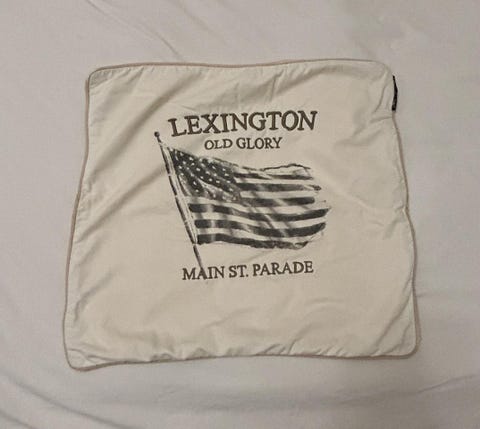 LEXINGTON
OLD GLORY
MAIN ST. PARADE